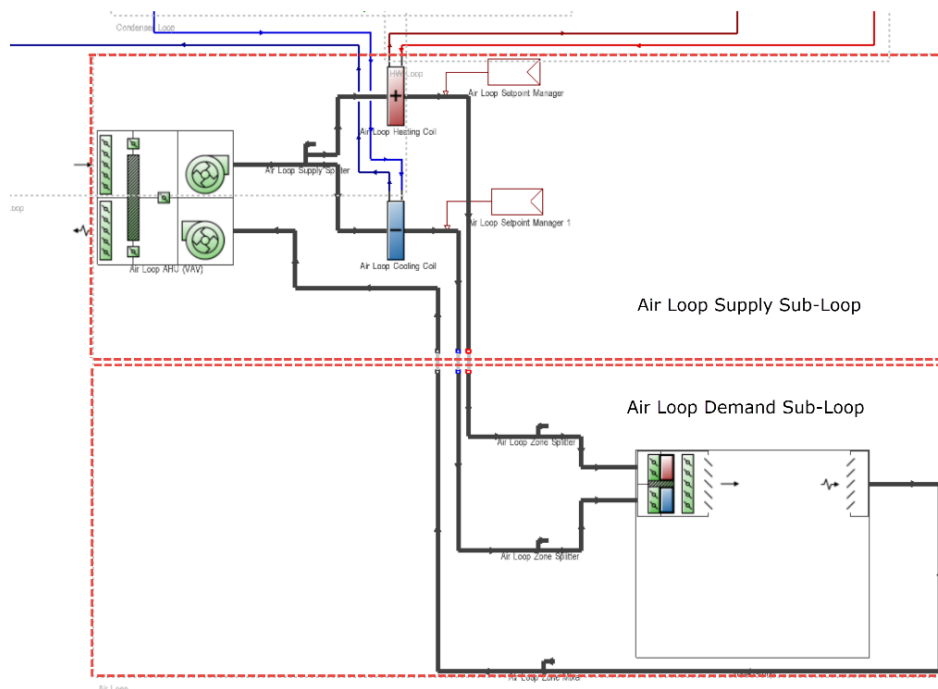 Condenser Loop
HW Loop
Air Loop Setpoint Manager
Air Loop Heating Coil
Air Loop Supply Splitter
oop
Air Loop Setpoint Manager 1
Air Loop Cooling Coil
Air Loop AHU (VAV)
Air Loop Supply Sub-Loop
Air Loop Demand Sub-Loop
Air Loop Zone Splitter
Air Loop Zone Splitter
Air Loop Zone Mixer
Air Loop